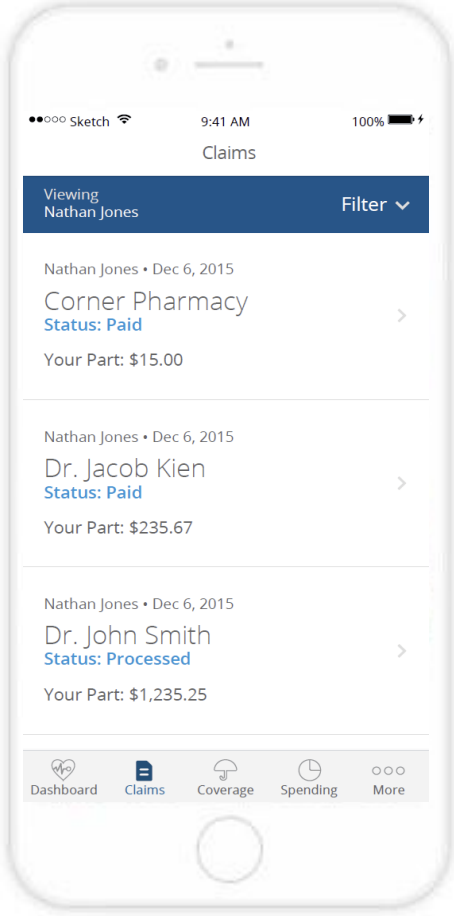 Sketch 9:41 AM 100%
Claims
Viewing
Nathan Jones
Filter
Nathan Jones • Dec 6, 2015
Corner Pharmacy
Status: Paid
Your Part: $15.00
Nathan Jones • Dec 6, 2015
Dr. Jacob Kien
Status: Paid
Your Part: $235.67
Nathan Jones • Dec 6, 2015
Dr. John Smith
Status: Processed
Your Part: $1,235.25
Dashboard Claims Coverage Spending More